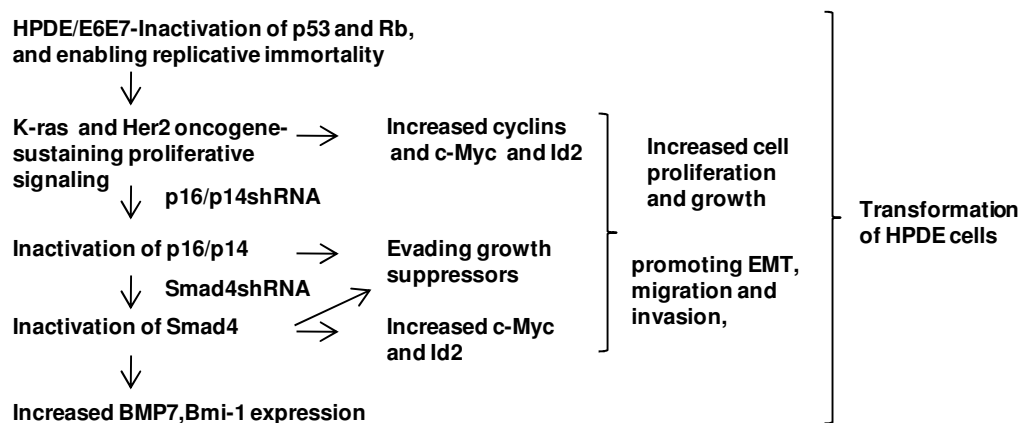 HPDE/E6E7-Inactivation of p53 and Rb,
and enabling replicative immortality
K-ras and Her2 oncogene-
sustaining proliferative
signaling
p16/p14shRNA
Inactivation of p16/p14
Smad4shRNA
Inactivation of Smad4
Increased BMP7,Bmi-1 expression
Increased cyclins
and c-Myc and Id2
Evading growth
suppressors
Increased c-Myc
and Id2
Increased cell
proliferation
and growth
promoting EMT,
migration and
invasion,
Transformation
of HPDE cells